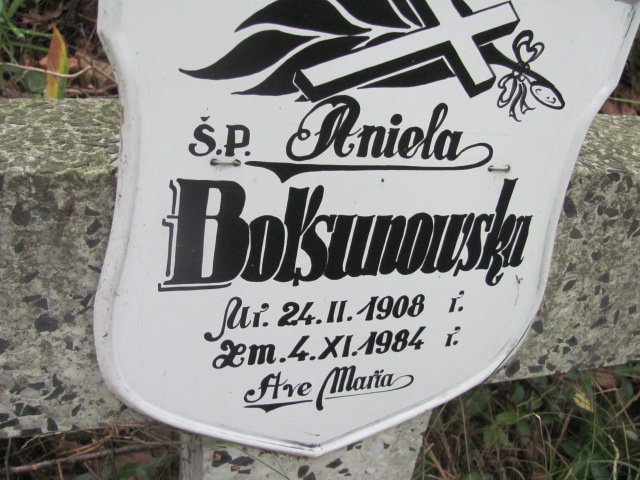 Ś.P. Aniela
Bołsunowska
Ur. 24.II.1908 r.
Zm. 4.XI.1984 r.
Ave Maria